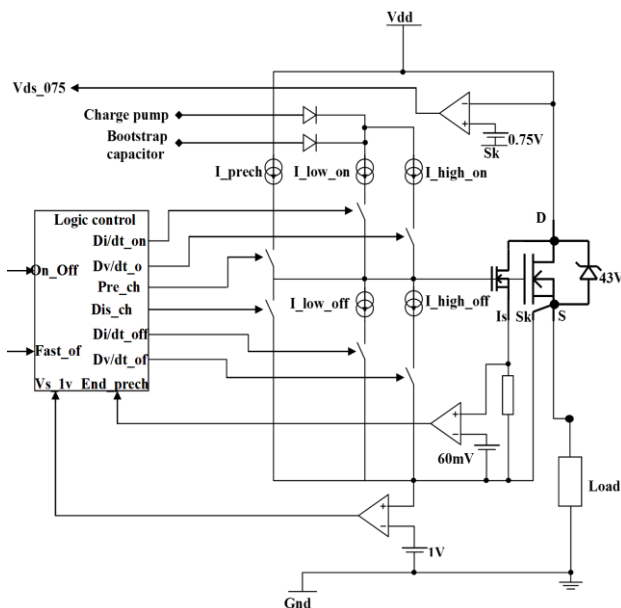 Vdd
Vds_075
Charge pump
Bootstrap
capacitor
0.75V
Sk
I_prech
I_low_on
I_high_on
Logic control
Di/dt_on
D
On_Off
Dv/dt_o
Pre_ch
43V
Dis_ch
I_low_off
I_high_off
Is
Sk
S
Di/dt_off
Fast_of
Dv/dt_of
Vs_1v
End_prech
60mV
Load
1V
Gnd